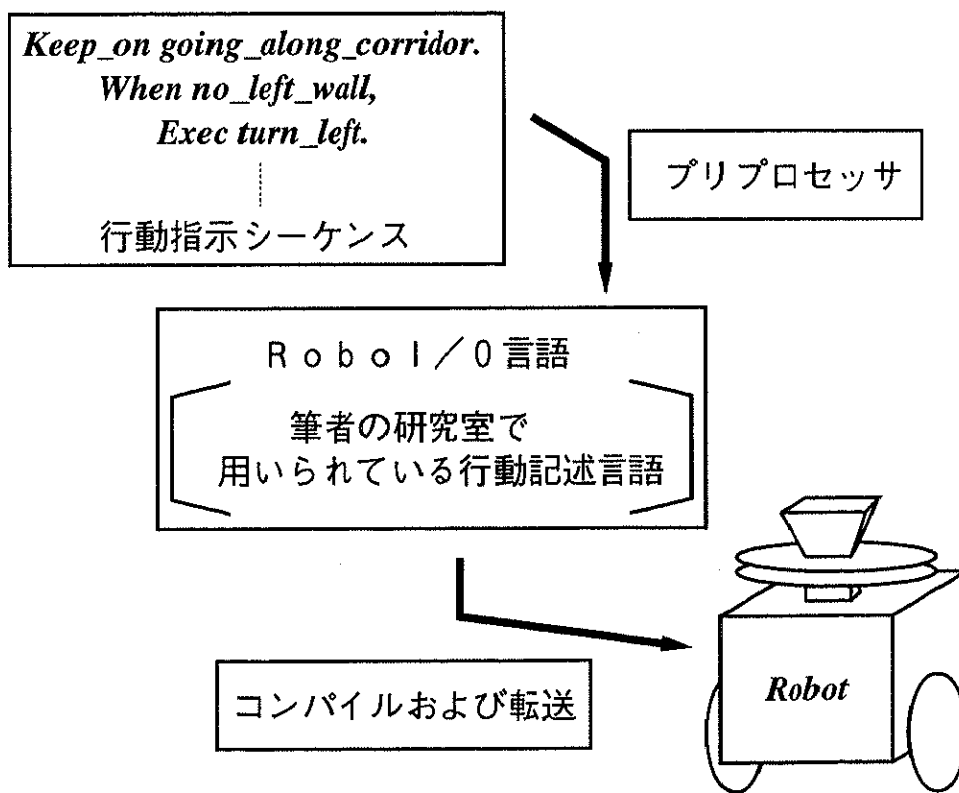 Keep_on going_along_corridor.
When no_left_wall,
Exec turn_left.
行動指示シーケンス
プリプロセッサ
ＲｏｂｏＩ／０言語
筆者の研究室で
用いられている行動記述言語
コンパイルおよび転送
Robot